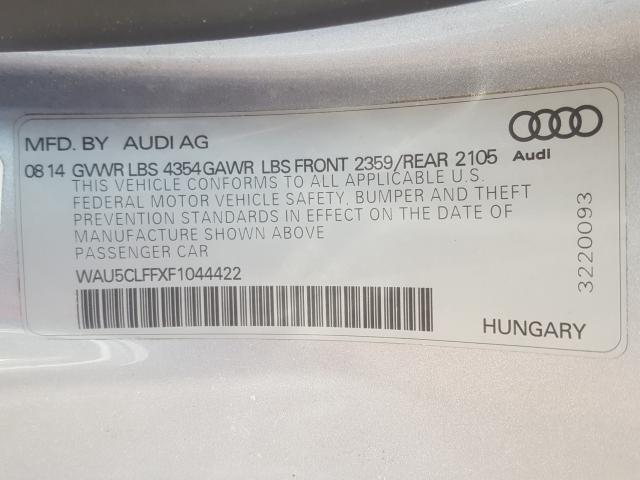 MFD. BY AUDI AG
08 14 GVWR LBS 4354 GAWR LBS FRONT 2359/REAR 2105
Audi
THIS VEHICLE CONFORMS TO ALL APPLICABLE U.S.
FEDERAL MOTOR VEHICLE SAFETY, BUMPER AND THEFT
PREVENTION STANDARDS IN EFFECT ON THE DATE OF
MANUFACTURE SHOWN ABOVE
PASSENGER CAR
WAU5CLFFXF1044422
HUNGARY
3220093